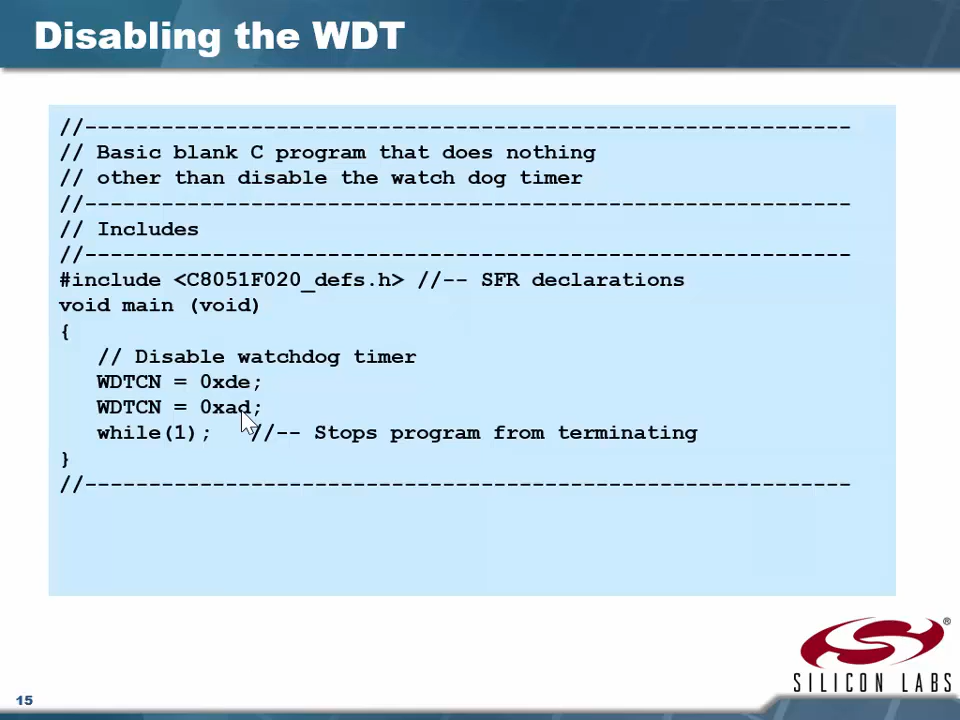 Disabling the WDT
//------------------------------------------------------------
// Basic blank C program that does nothing
// other than disable the watch dog timer
//------------------------------------------------------------
// Includes
//------------------------------------------------------------
#include <C8051F020_defs.h> //-- SFR declarations
void main (void)
{
   // Disable watchdog timer
   WDTCN = 0xde;
   WDTCN = 0xad;
   while(1);   //-- Stops program from terminating
}
//------------------------------------------------------------
SILICON LABS®
15